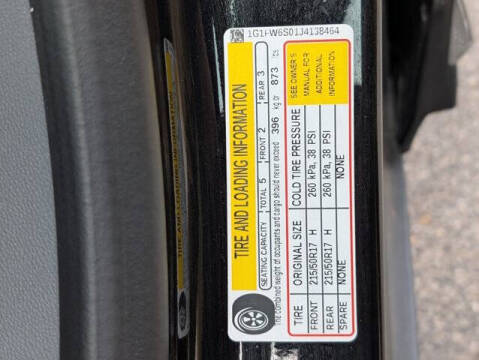 1G1FW6S01J4138464
TIRE AND LOADING INFORMATION
SEATING CAPACITY TOTAL 5 FRONT 2 REAR 3
The combined weight of occupants and cargo should never exceed 396 kg or 873 lbs
TIRE ORIGINAL SIZE COLD TIRE PRESSURE
FRONT 215/50R17 H 260 kPa, 38 PSI
REAR 215/50R17 H 260 kPa, 38 PSI
SPARE NONE NONE
SEE OWNER'S
MANUAL FOR
ADDITIONAL
INFORMATION